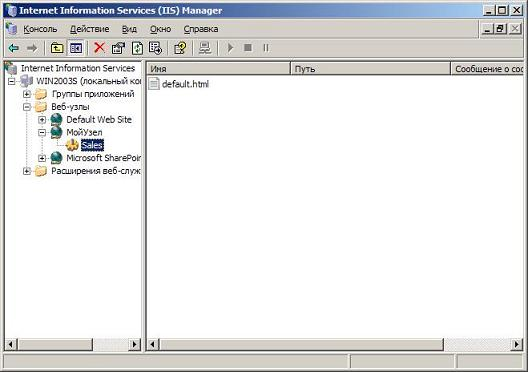 Internet Information Services (IIS) Manager
Консоль Действие Вид Окно Справка
Internet Information Services
WIN2003S (локальный ко
Группы приложений
Веб-узлы
Default Web Site
МойУзел
Sales
Microsoft SharePoir
Расширения веб-служ
Имя Путь Сообщение о сос
default.html